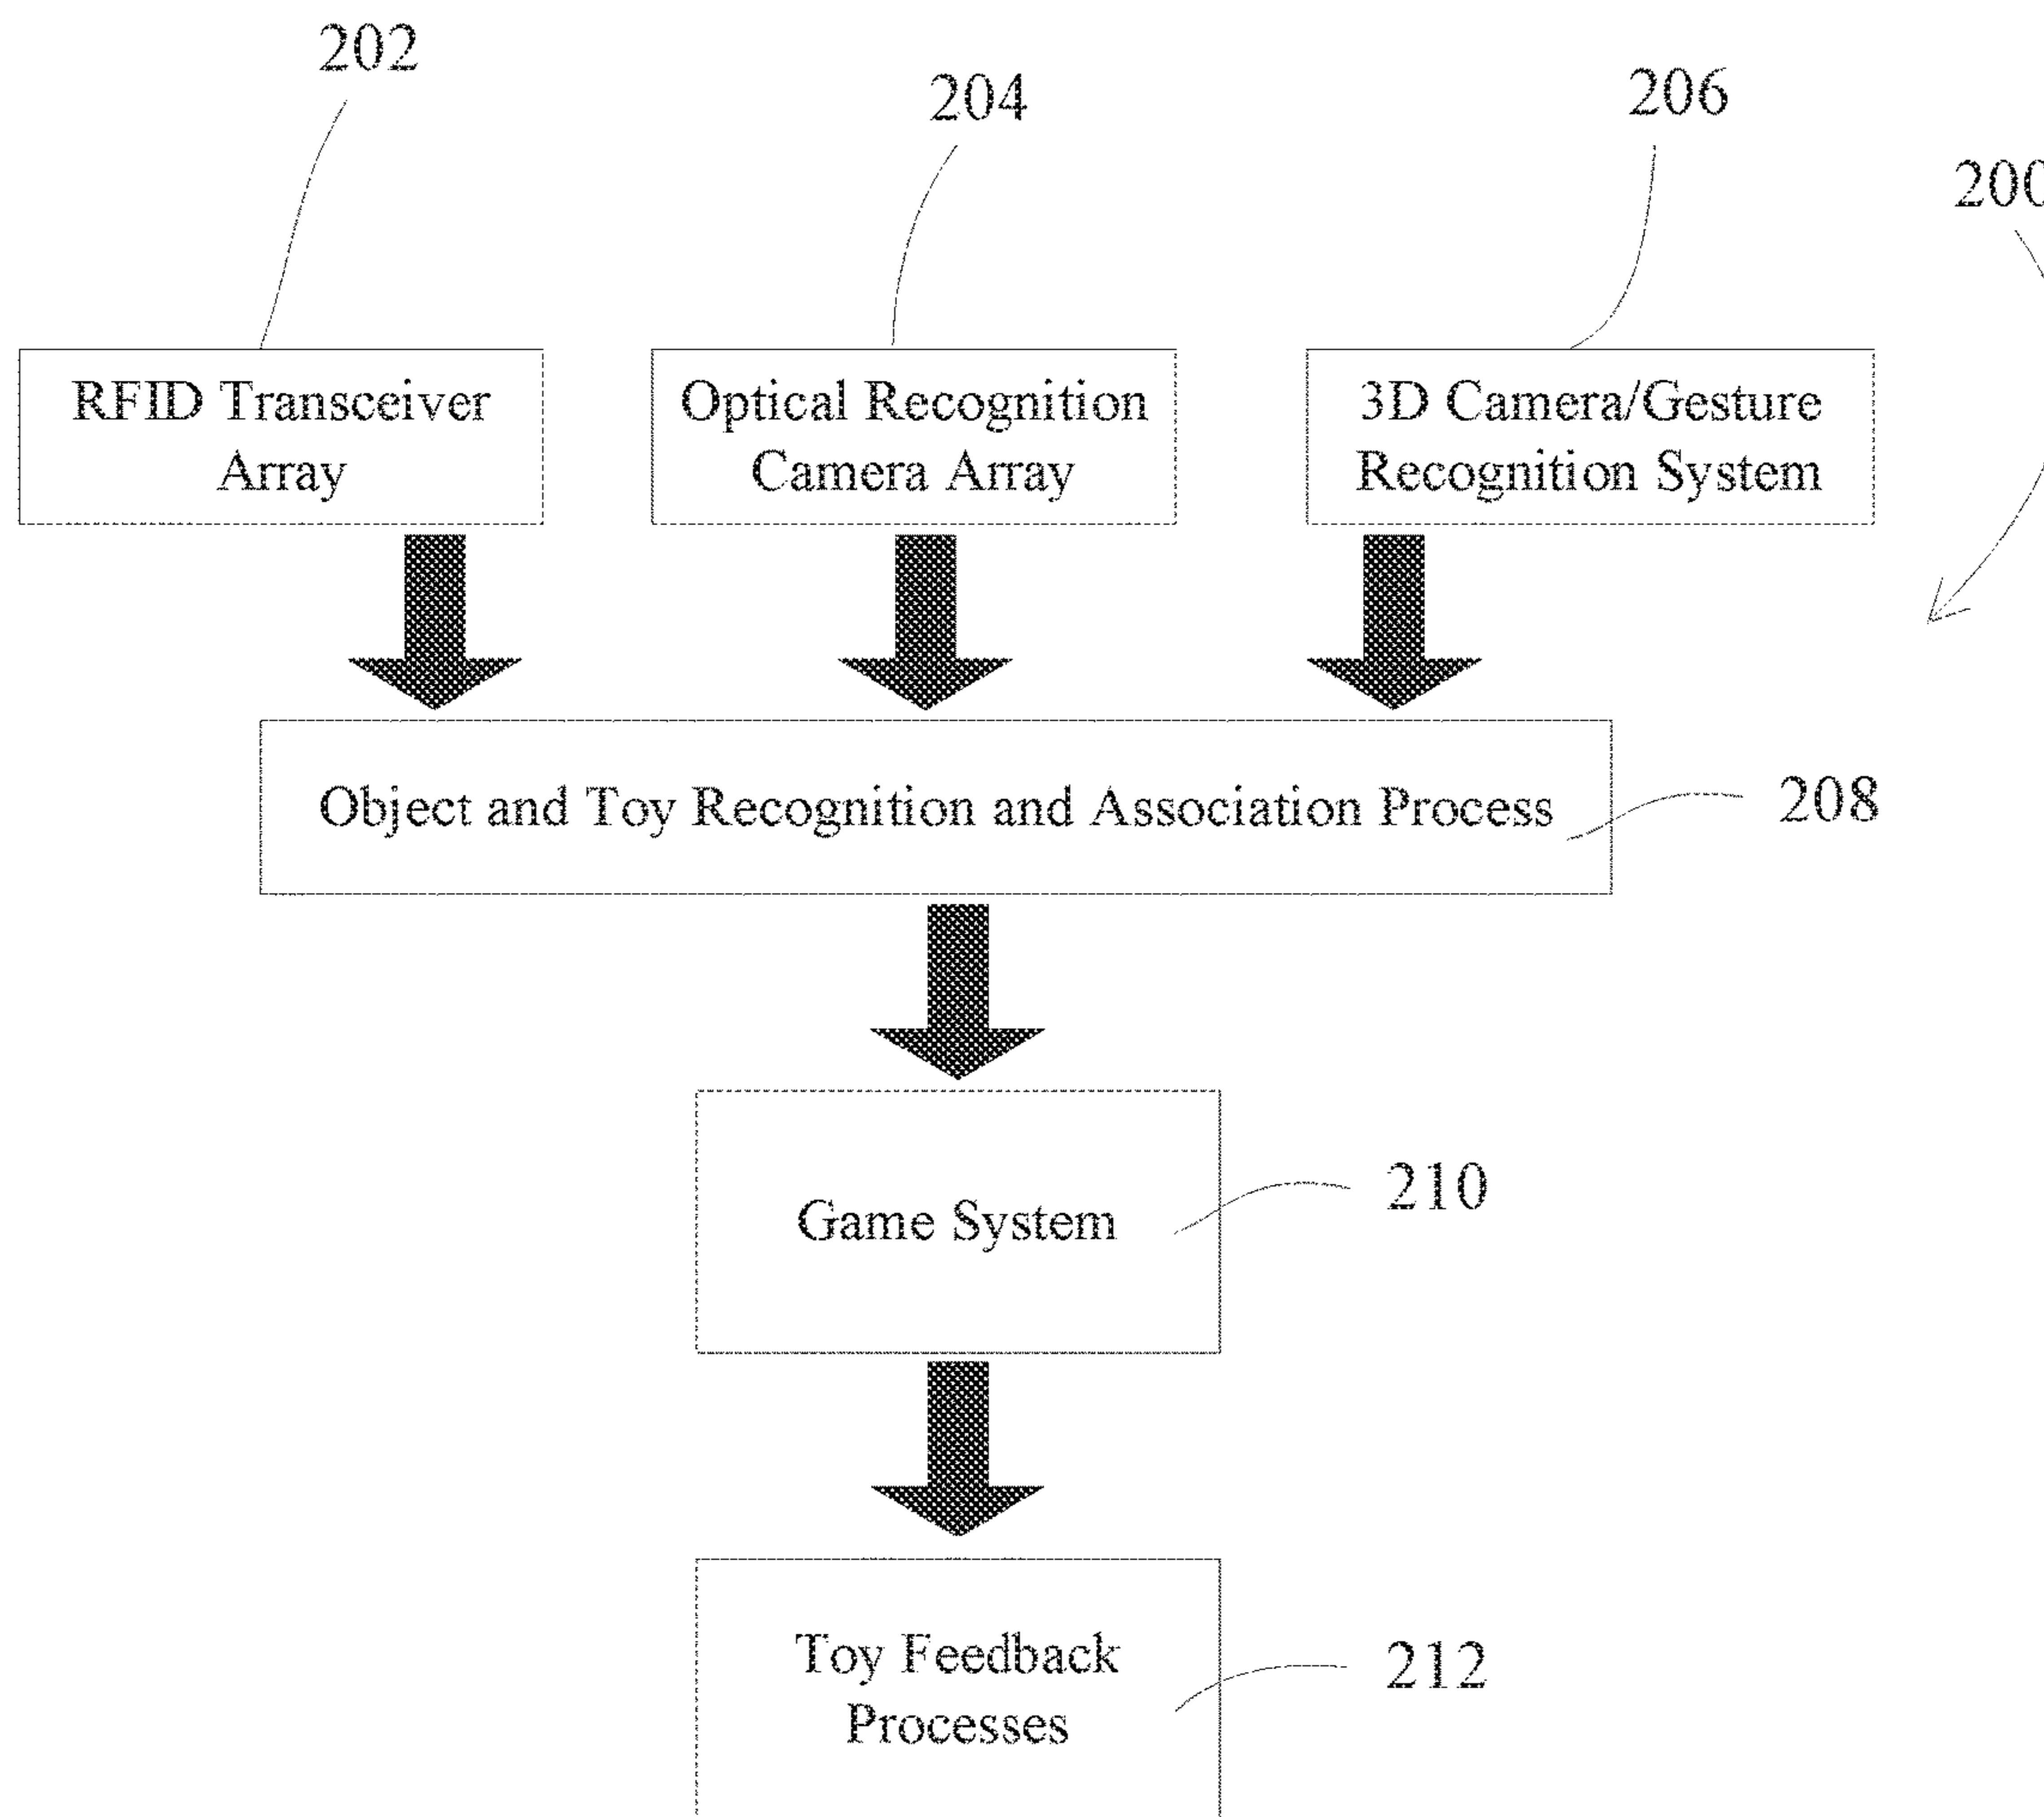 202
204
206
200
RFID Transceiver
Array
Optical Recognition
Camera Array
3D Camera/Gesture
Recognition System
Object and Toy Recognition and Association Process
208
Game System
210
Toy Feedback
Processes
212